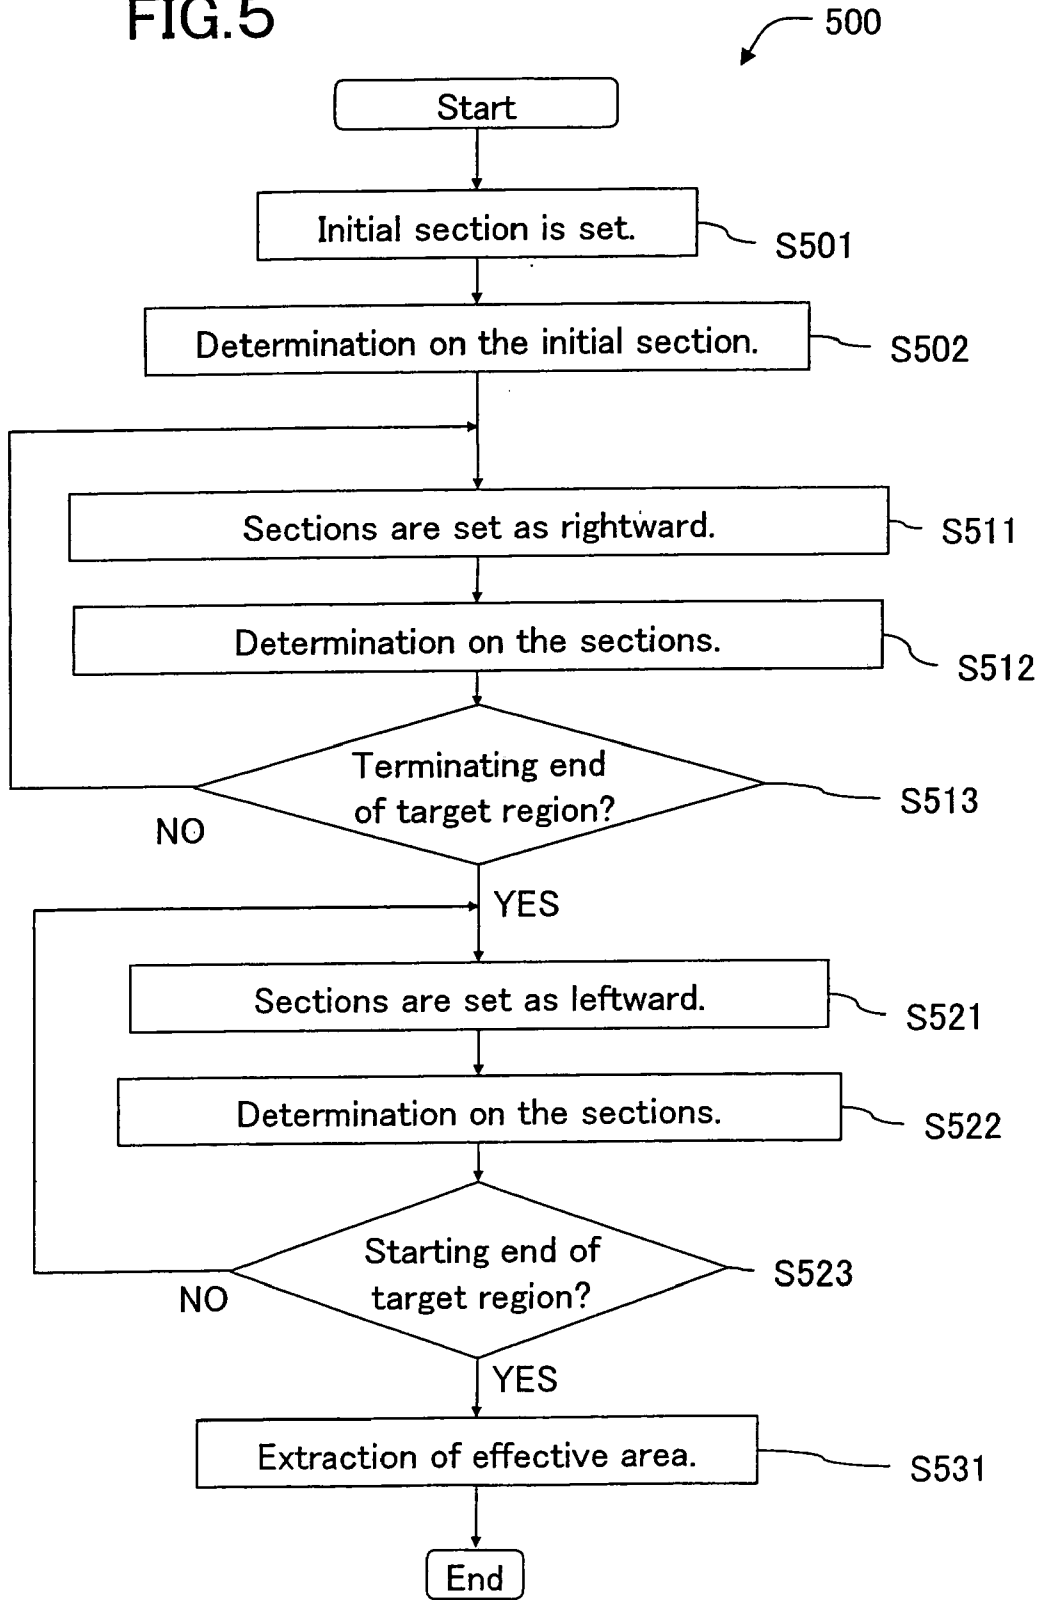 FIG.5
500
Start
Initial section is set.
S501
Determination on the initial section.
S502
Sections are set as rightward.
S511
Determination on the sections.
S512
Terminating end
of target region?
S513
NO
YES
Sections are set as leftward.
S521
Determination on the sections.
S522
Starting end of
target region?
S523
NO
YES
Extraction of effective area.
S531
End